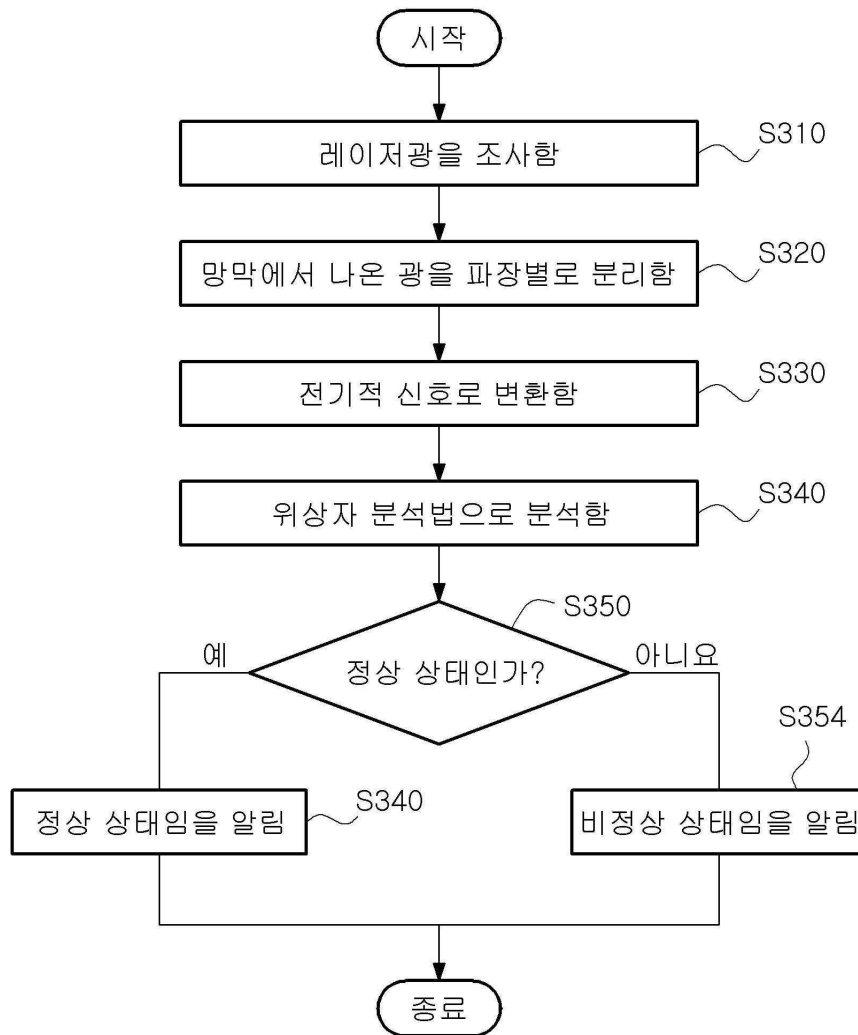 시작
레이저광을 조사함
S310
망막에서 나온 광을 파장별로 분리함
S320
전기적 신호로 변환함
S330
위상자 분석법으로 분석함
S340
S350
예
정상 상태인가?
아니요
S354
정상 상태임을 알림
S340
비정상 상태임을 알림
종료